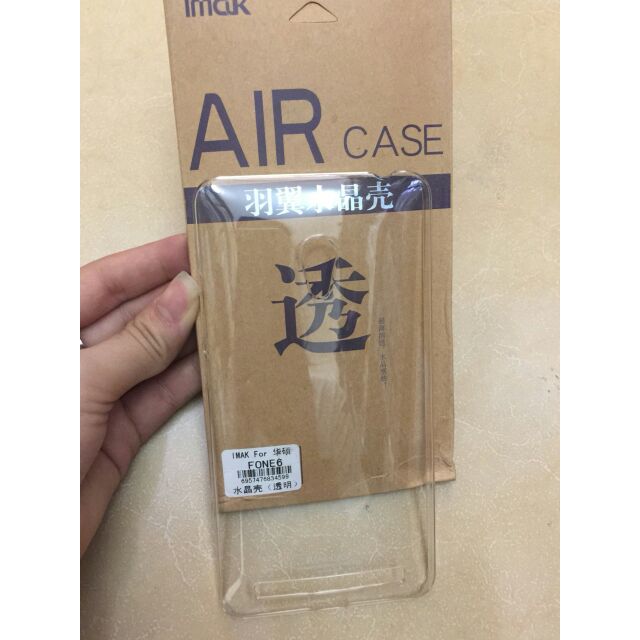 imak
AIR CASE
羽翼水晶壳
透
IMAK For 华硕
FONE6
6957476834599
水晶壳（透明）